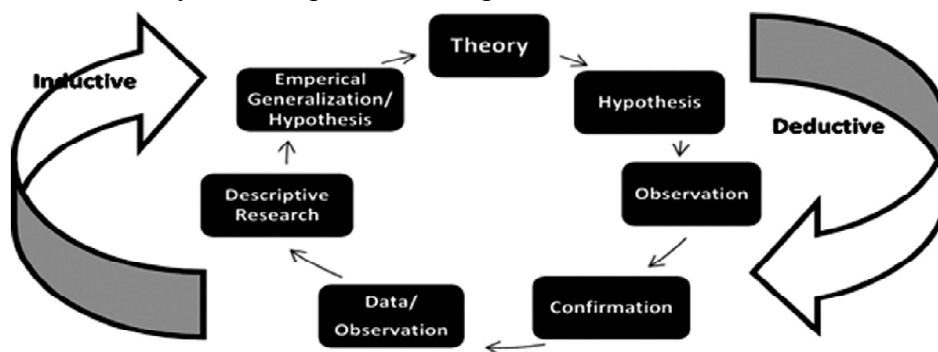 Theory
Inductive
Emperical
Generalization/
Hypothesis
Hypothesis
Deductive
Descriptive
Research
Observation
Data/
Observation
Confirmation